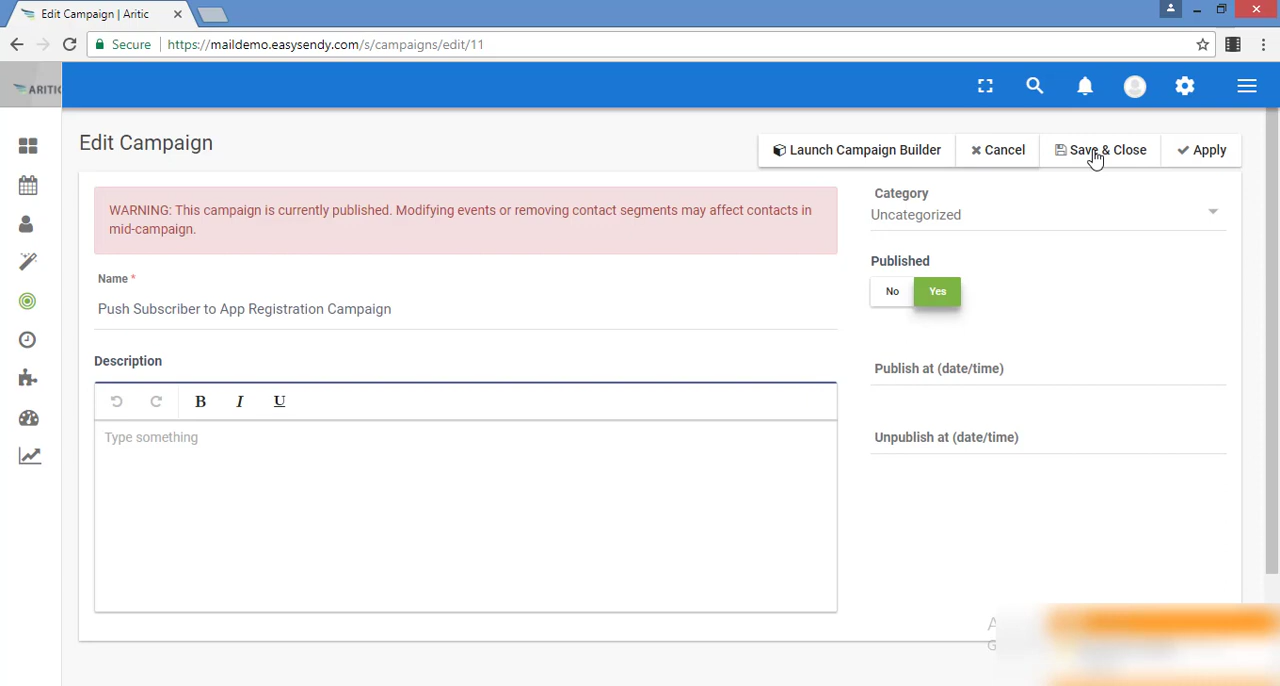 Edit Campaign | Aritic
Secure
https://maildemo.easysendy.com/s/campaigns/edit/11
ARITIC
Edit Campaign
Launch Campaign Builder
Cancel
Save & Close
Apply
WARNING: This campaign is currently published. Modifying events or removing contact segments may affect contacts in
mid-campaign.
Name *
Push Subscriber to App Registration Campaign
Description
B I U
Type something
Category
Uncategorized
Published
No
Yes
Publish at (date/time)
Unpublish at (date/time)